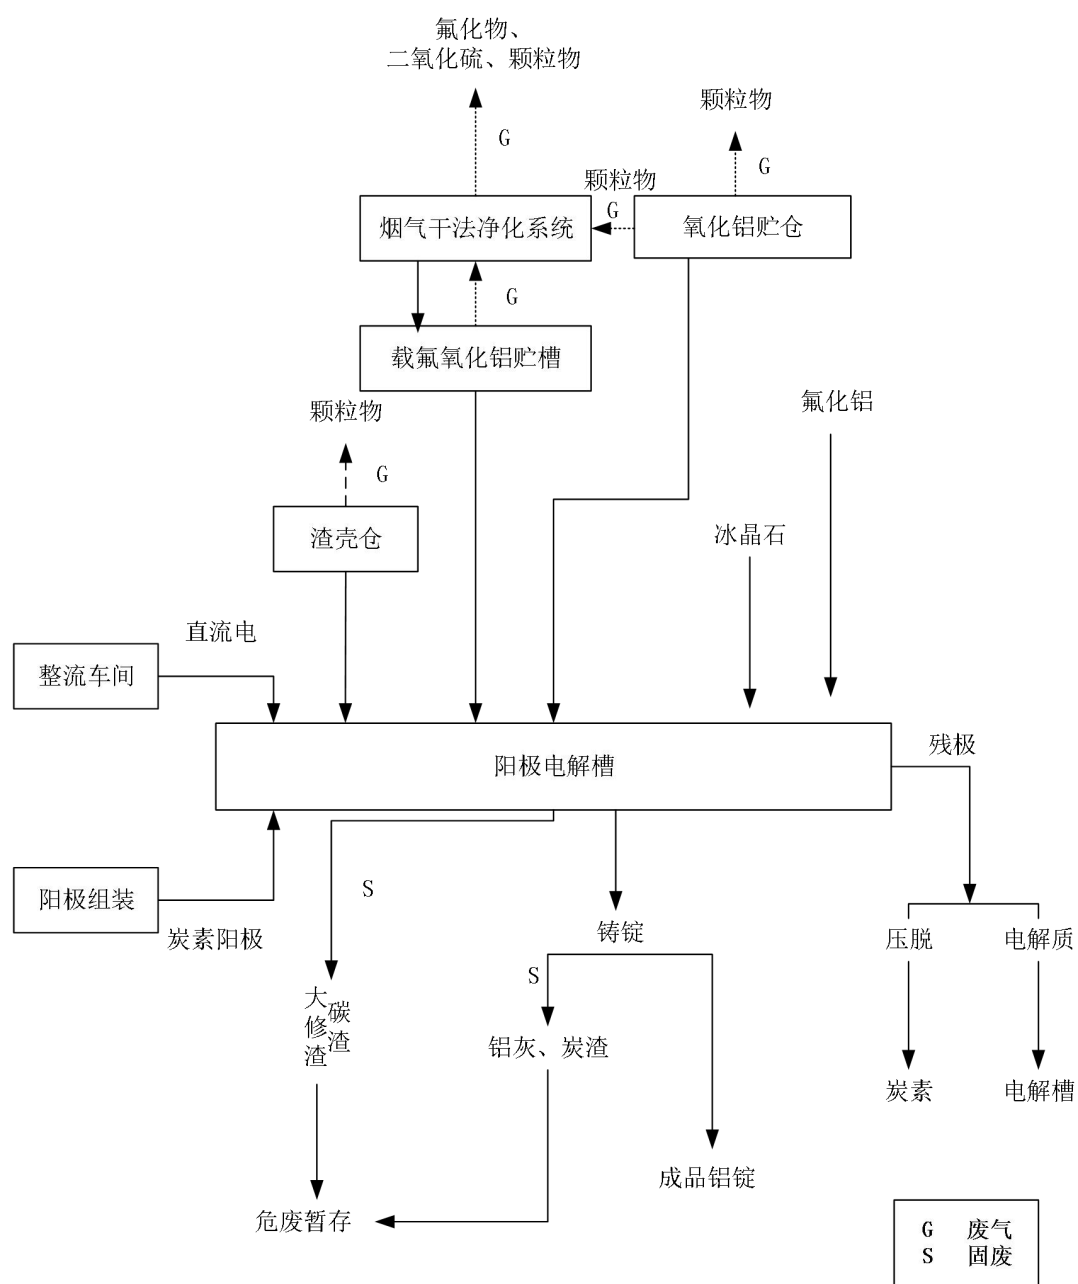 氟化物、
二氧化硫、颗粒物
G
颗粒物
G
颗粒物
G
烟气干法净化系统
氧化铝贮仓
G
载氟氧化铝贮槽
颗粒物
G
氟化铝
渣壳仓
冰晶石
直流电
整流车间
阳极电解槽
残极
阳极组装
炭素阳极
S
铸锭
压脱
电解质
S
大修渣
碳渣
铝灰、炭渣
炭素
电解槽
成品铝锭
危废暂存
G 废气
S 固废